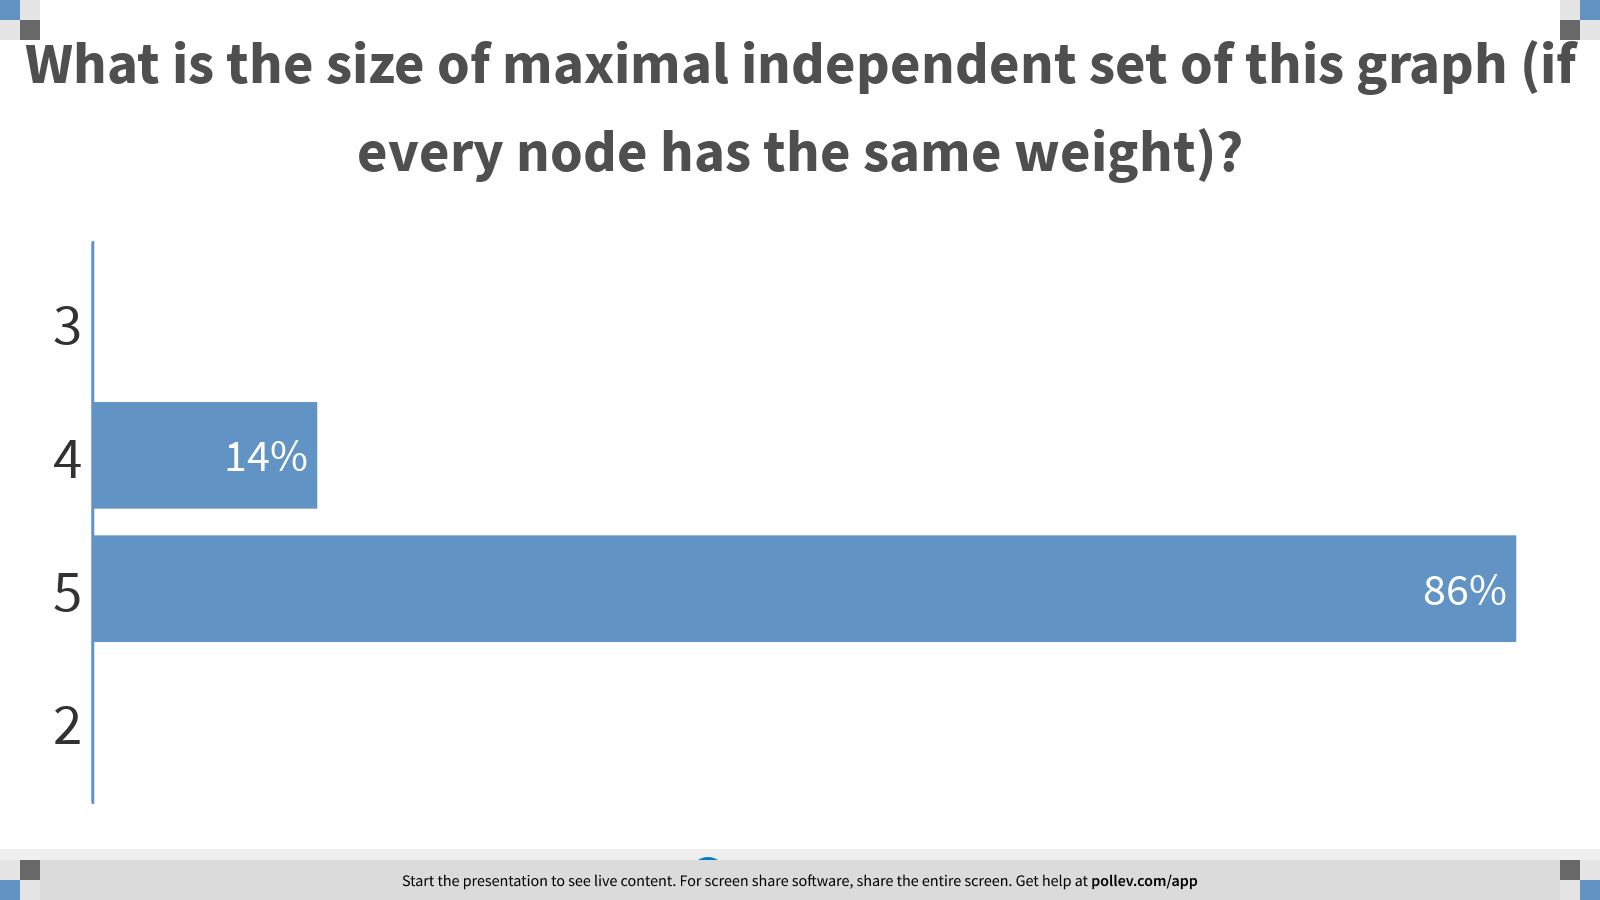 What is the size of maximal independent set of this graph (if
every node has the same weight)?
3
4
14%
5
86%
2
Start the presentation to see live content. For screen share software, share the entire screen. Get help at pollev.com/app